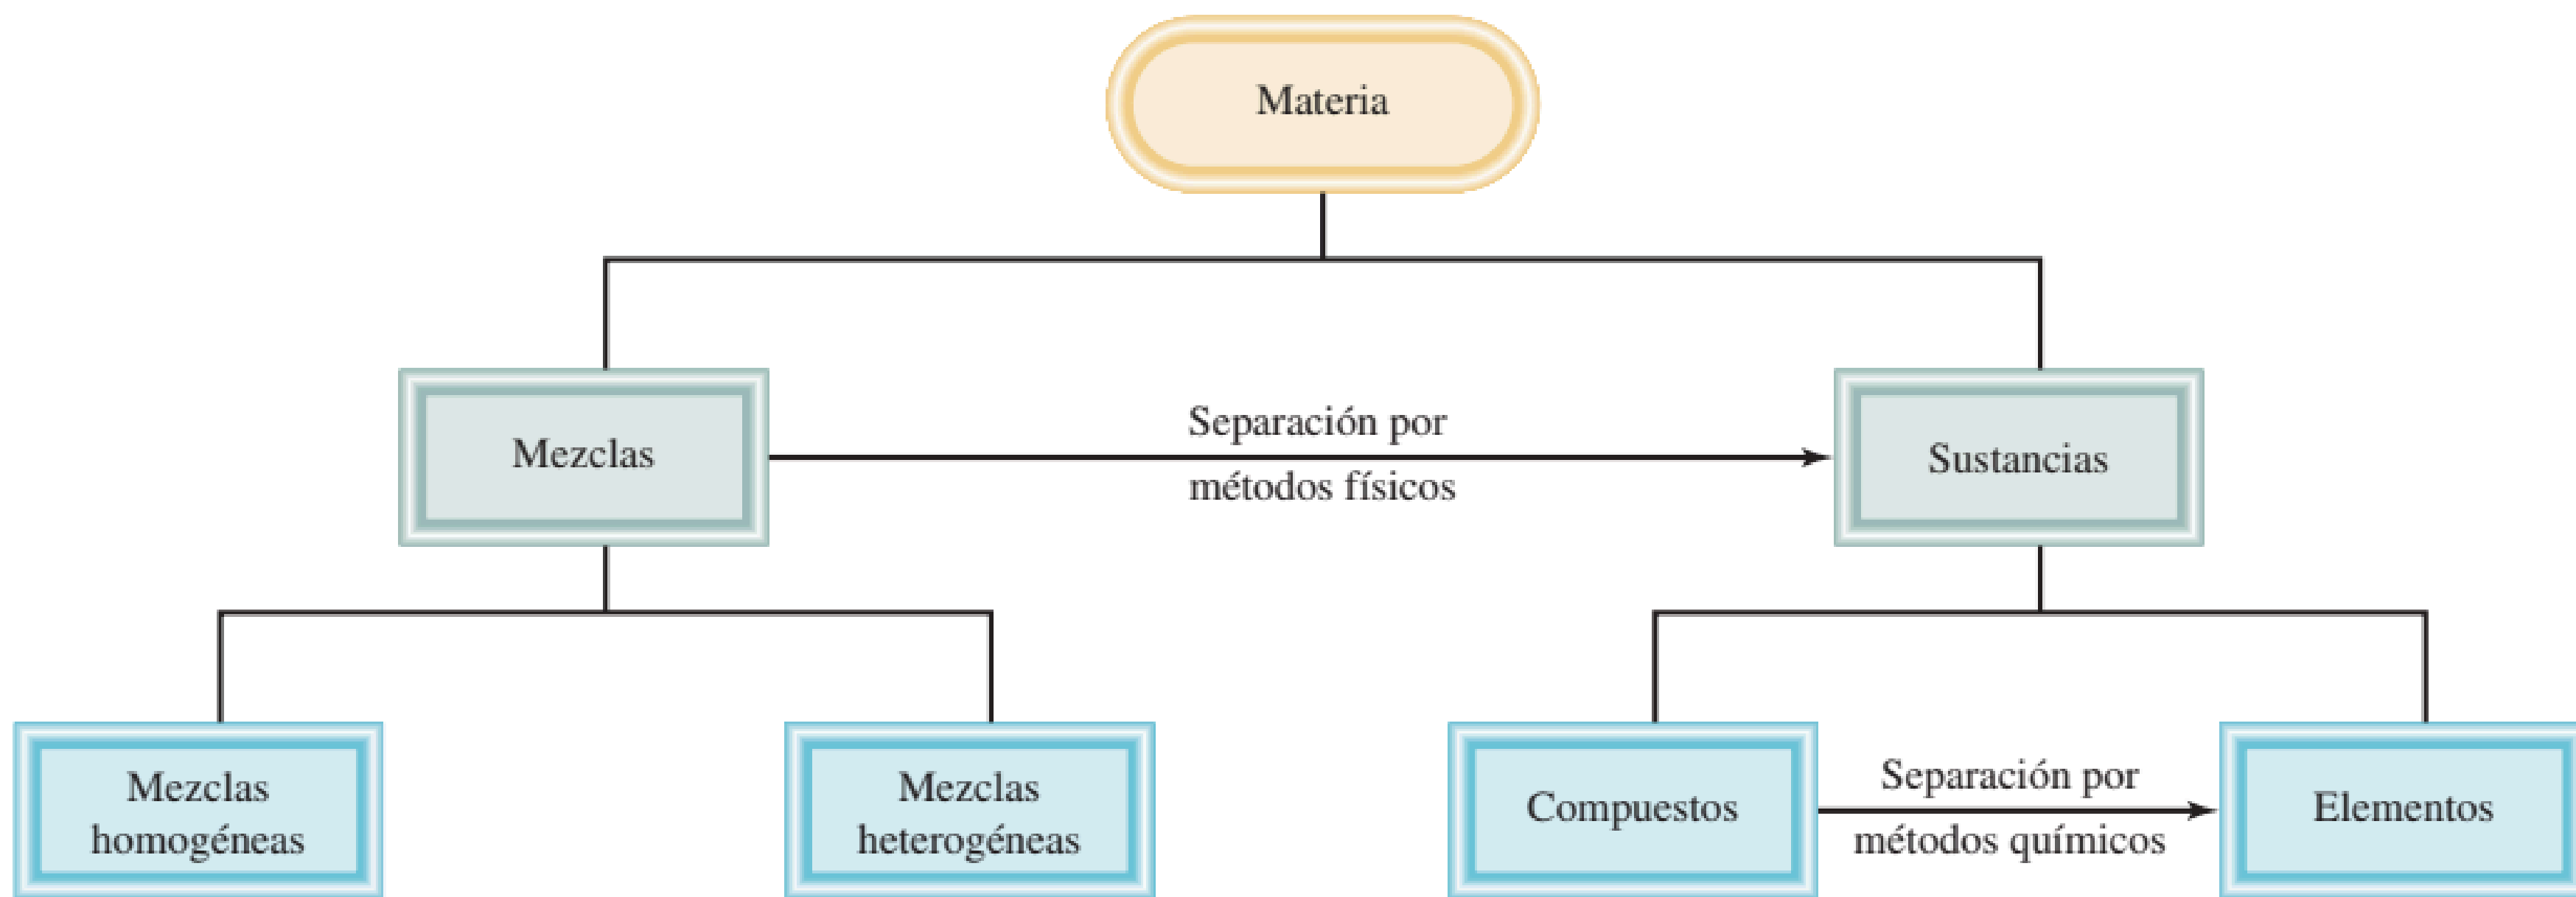 Materia
Mezclas
Separación por
métodos físicos
Sustancias
Mezclas
homogéneas
Mezclas
heterogéneas
Compuestos
Separación por
métodos químicos
Elementos